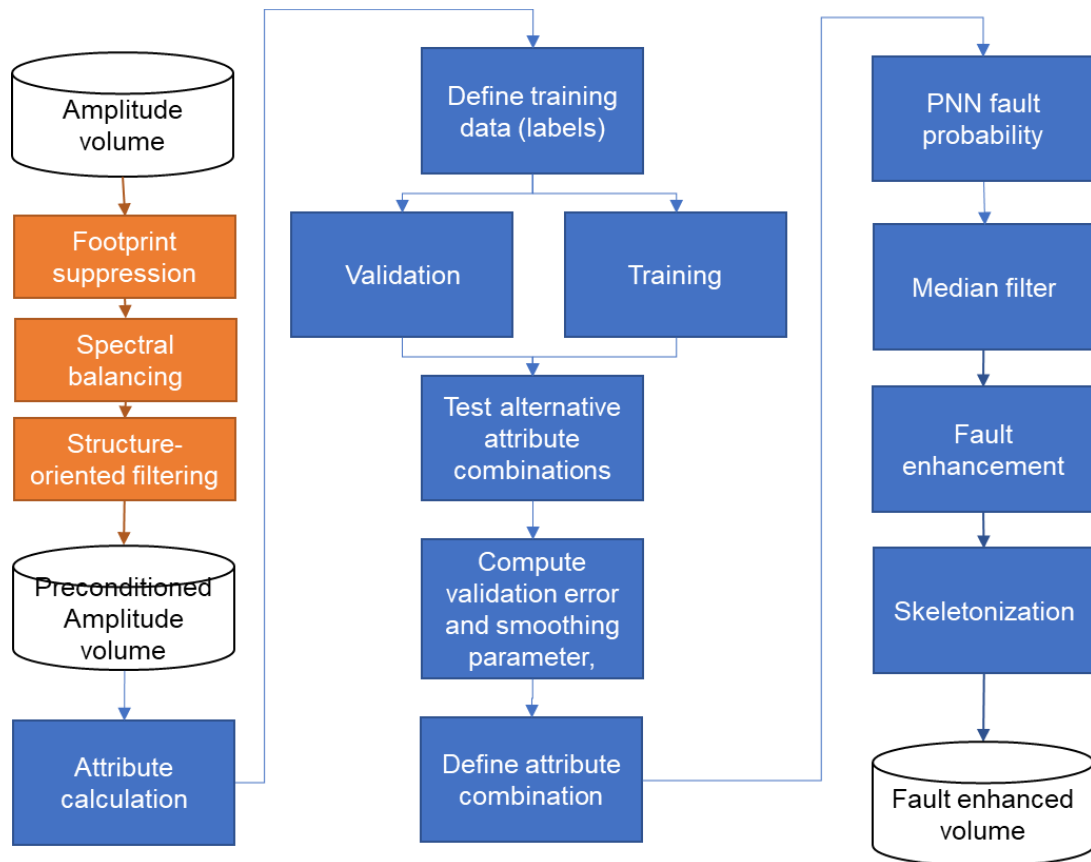 Amplitude
volume
Footprint
suppression
Spectral
balancing
Structure-
oriented filtering
Preconditioned
Amplitude
volume
Attribute
calculation
Define training
data (labels)
Validation
Training
Test alternative
attribute
combinations
Compute
validation error
and smoothing
parameter,
Define attribute
combination
PNN fault
probability
Median filter
Fault
enhancement
Skeletonization
Fault enhanced
volume